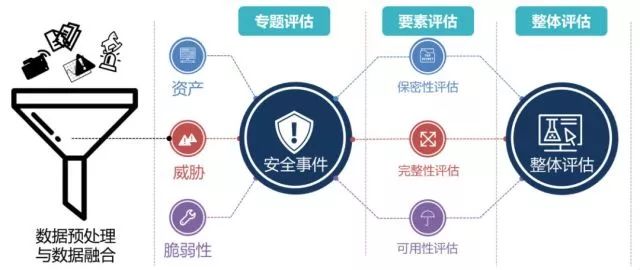 专题评估
要素评估
整体评估
资产
威胁
脆弱性
安全事件
TOP
SECRET
保密性评估
完整性评估
可用性评估
整体评估
数据预处理
与数据融合